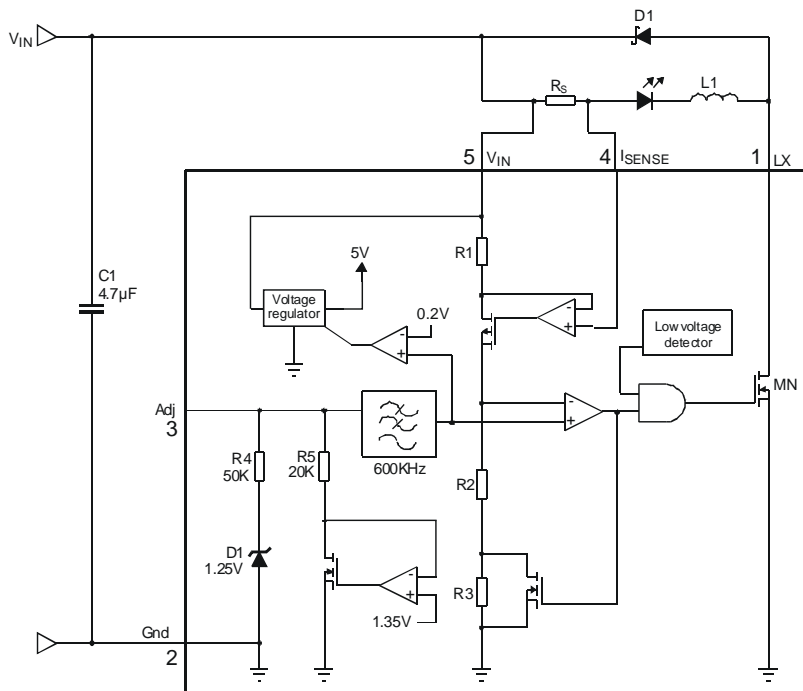 D1
VIN
RS
L1
5
VIN
4
ISENSE
1
LX
R1
5V
C1
4.7µF
Voltage
regulator
0.2V
-
+
-
+
Low voltage
detector
MN
Adj
3
-
+
R4
50K
R5
20K
600KHz
R2
D1
1.25V
-
+
R3
1.35V
Gnd
2